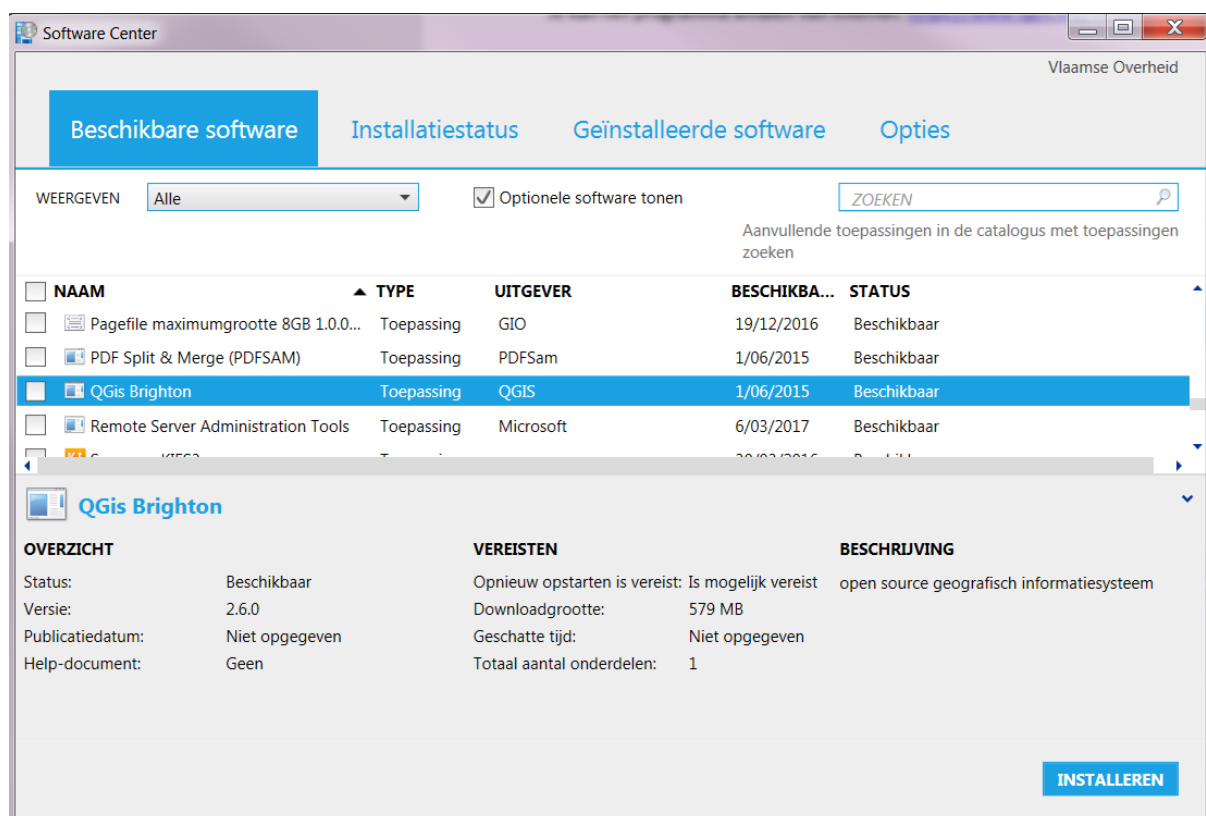 Software Center
Vlaamse Overheid
Beschikbare software Installatiestatus Geïnstalleerde software Opties
WEERGEVEN Alle Optionele software tonen ZOEKEN
Aanvullende toepassingen in de catalogus met toepassingen
zoeken
NAAM TYPE UITGEVER BESCHIKBA... STATUS
Pagefile maximumgrootte 8GB 1.0.0... Toepassing GIO 19/12/2016 Beschikbaar
PDF Split & Merge (PDFSAM) Toepassing PDFSam 1/06/2015 Beschikbaar
QGis Brighton Toepassing QGIS 1/06/2015 Beschikbaar
Remote Server Administration Tools Toepassing Microsoft 6/03/2017 Beschikbaar
QGis Brighton
OVERZICHT VEREISTEN BESCHRIJVING
Status: Beschikbaar Opnieuw opstarten is vereist: Is mogelijk vereist open source geografisch informatiesysteem
Versie: 2.6.0 Downloadgrootte: 579 MB
Publicatiedatum: Niet opgegeven Geschatte tijd: Niet opgegeven
Help-document: Geen Totaal aantal onderdelen: 1
INSTALLEREN